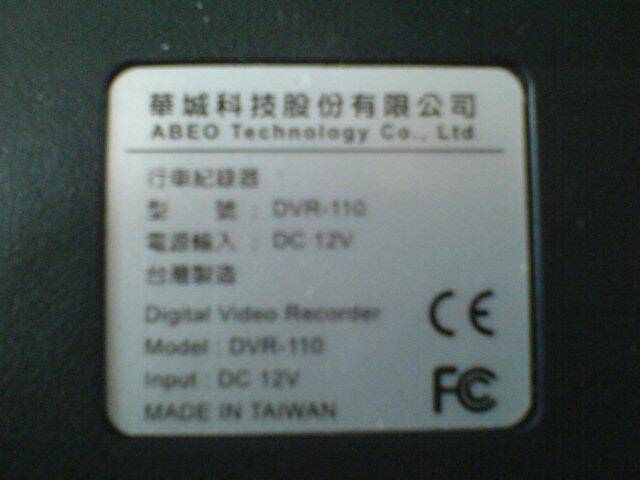 華城科技股份有限公司
ABEO Technology Co., Ltd
行車紀錄器
型 號 : DVR-110
電源輸入 : DC 12V
台灣製造
Digital Video Recorder
Model : DVR-110
Input : DC 12V
MADE IN TAIWAN
CE
FC